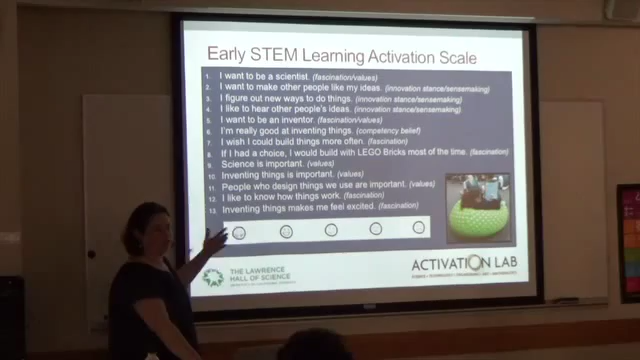 Early STEM Learning Activation Scale
1. I want to be a scientist. (fascination/values)
2. I want to make other people like my ideas. (innovation stance/sensemaking)
3. I figure out new ways to do things. (innovation stance/sensemaking)
4. I like to hear other people's ideas. (innovation stance/sensemaking)
5. I want to be an inventor. (fascination/values)
6. I'm really good at inventing things. (competency belief)
7. I wish I could build things more often. (fascination)
8. If I had a choice, I would build with LEGO Bricks most of the time. (fascination)
9. Science is important. (values)
10. Inventing things is important. (values)
11. People who design things we use are important. (values)
12. I like to know how things work. (fascination)
13. Inventing things makes me feel excited. (fascination)
THE LAWRENCE
HALL OF SCIENCE
ACTIVATION LAB